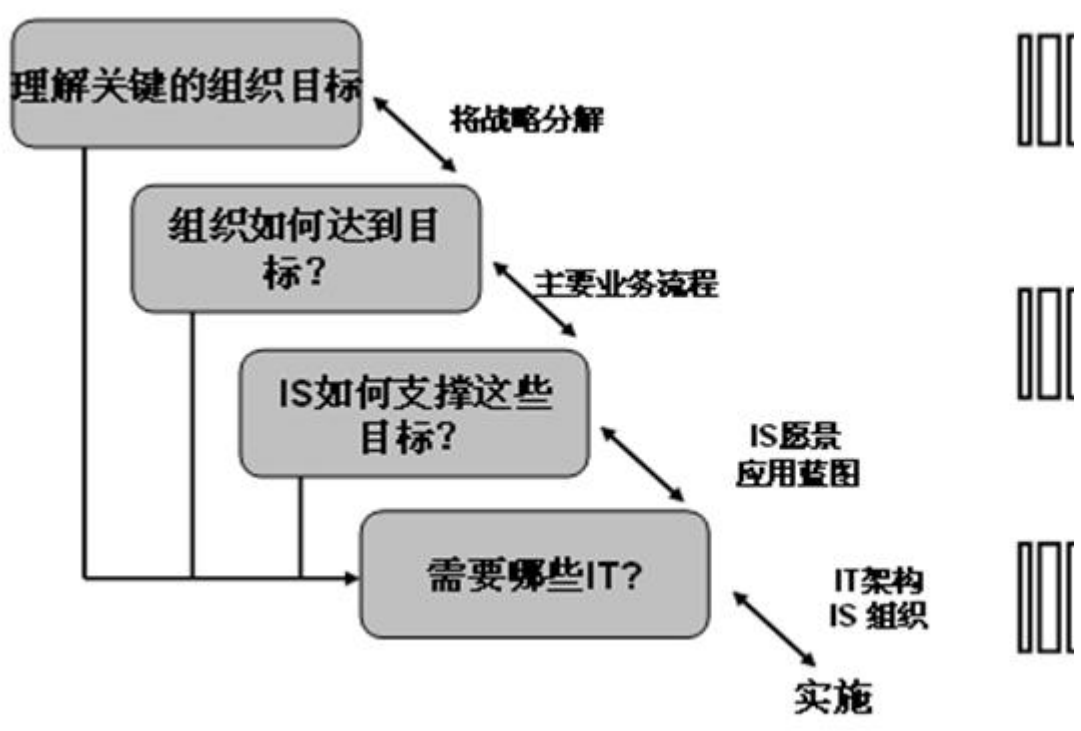 理解关键的组织目标
将战略分解
组织如何达到目
标？
主要业务流程
IS如何支撑这些
目标？
IS愿景
应用蓝图
需要哪些IT？
IT架构
IS 组织
实施